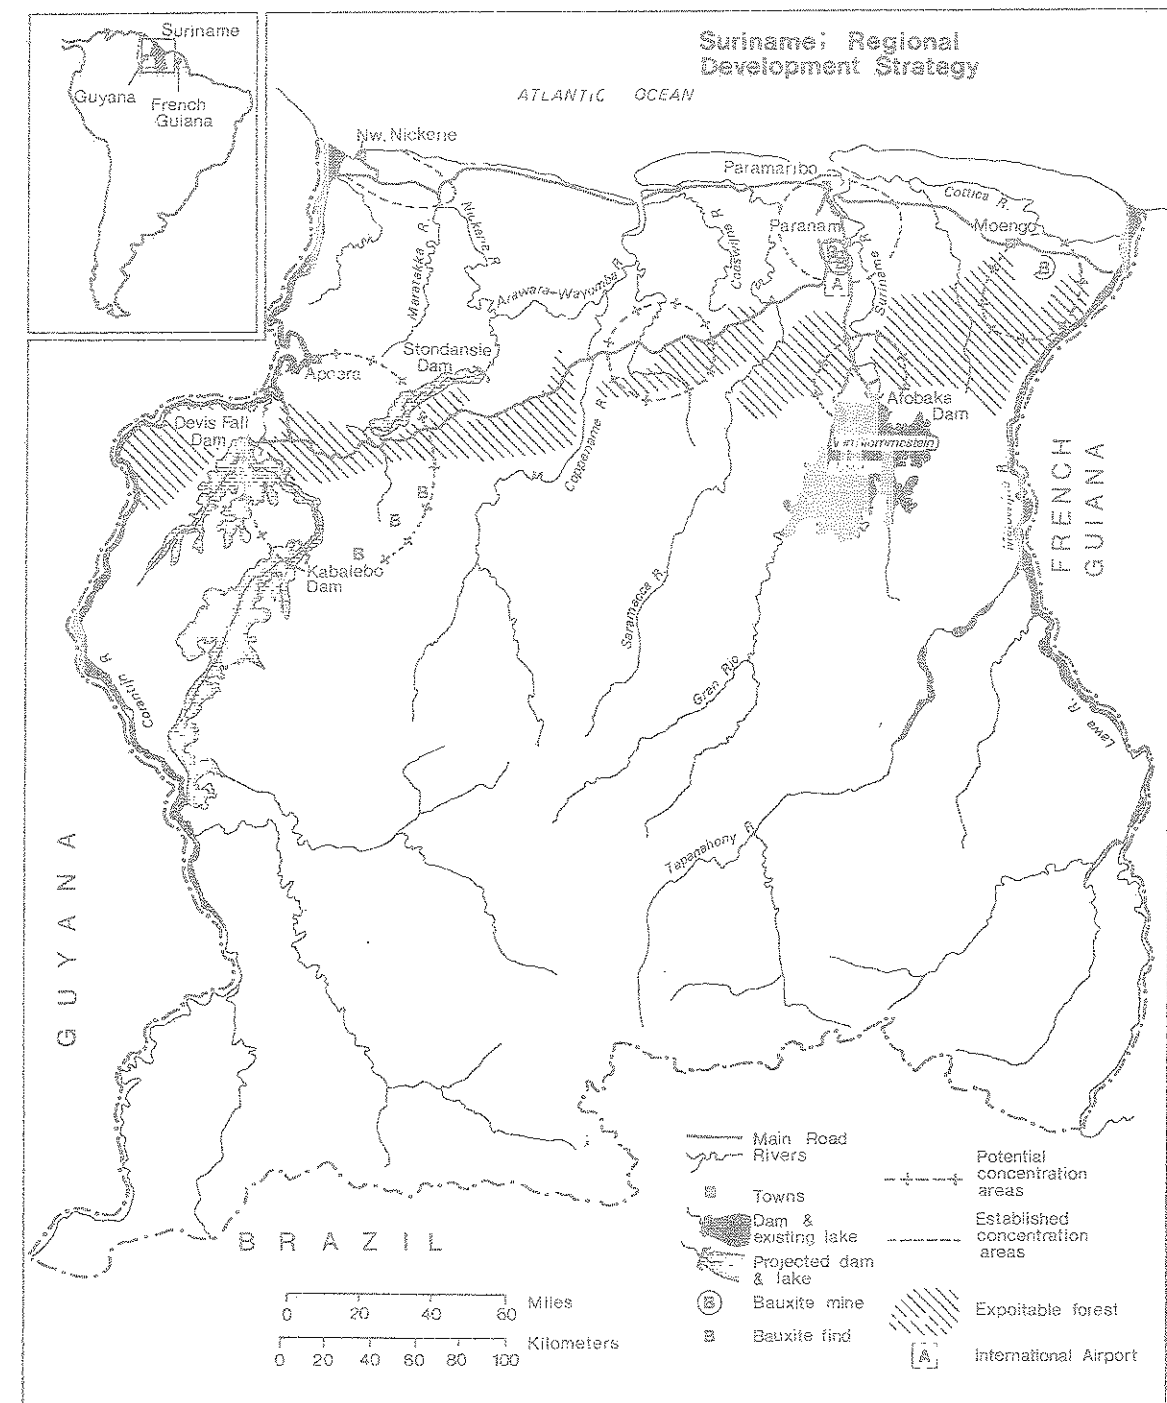 Suriname
Guyana
French
Guiana
Suriname; Regional
Development Strategy
ATLANTIC OCEAN
Nw. Nickerie
Paramaribo
Cottica R.
Moengo
Paranam
B
A
Nickerie R
Maratakka R.
Coeswijne R
Suriname R
Arawara-Wayombo R
Stondansie
Dam
Apoera
Devis Fall
Dam
Afobaka
Dam
Coppename R
B
B
B
Kabalebo
Dam
FRENCH
GUIANA
Corantijn R
Saramacca R.
Gran Rio
Lawa R.
Tapanahony R.
GUYANA
BRAZIL
Main Road
Rivers
Towns
Dam &
existing lake
Projected dam
& lake
B Bauxite mine
B Bauxite find
Potential
concentration
areas
Established
concentration
areas
Expoitable forest
A International Airport
0 20 40 60 Miles
Kilometers
0 20 40 60 80 100